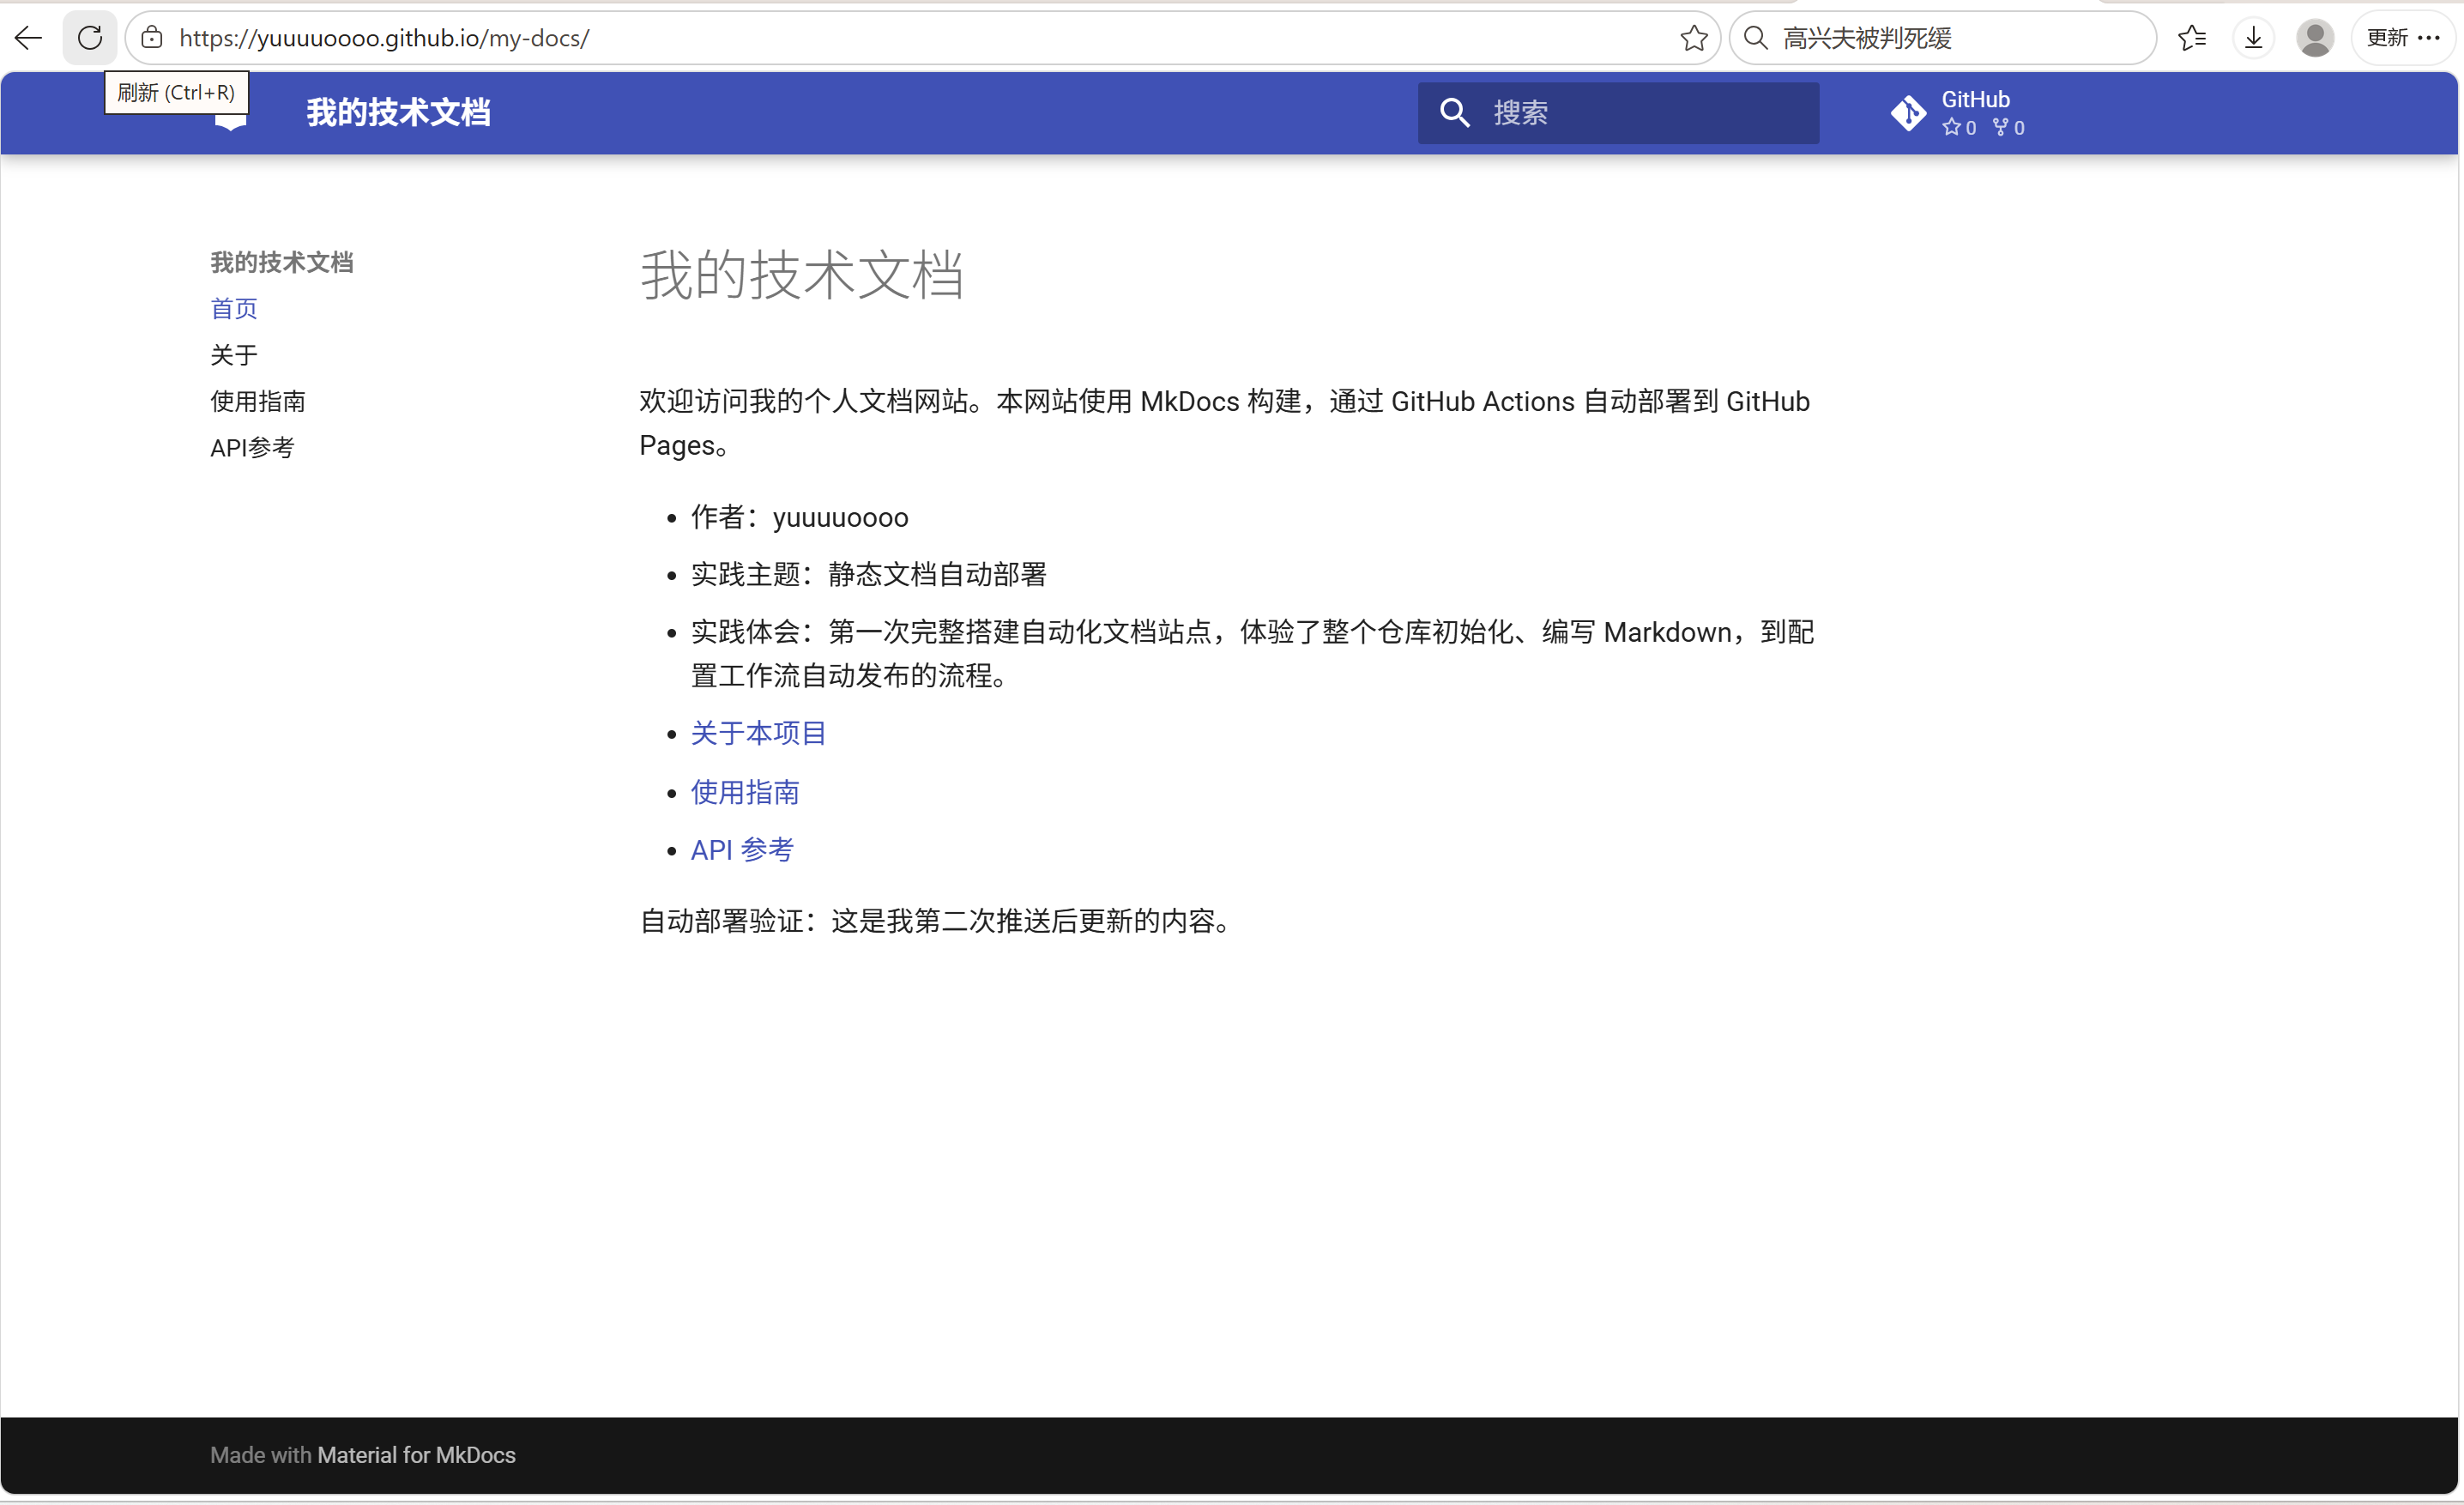 https://yuuuuoooo.github.io/my-docs/
高兴夫被判死缓
更新
刷新 (Ctrl+R)
我的技术文档
搜索
GitHub
0 0
我的技术文档
首页
关于
使用指南
API参考
我的技术文档
欢迎访问我的个人文档网站。本网站使用 MkDocs 构建，通过 GitHub Actions 自动部署到 GitHub
Pages。
作者：yuuuuoooo
实践主题：静态文档自动部署
实践体会：第一次完整搭建自动化文档站点，体验了整个仓库初始化、编写 Markdown，到配
置工作流自动发布的流程。
关于本项目
使用指南
API 参考
自动部署验证：这是我第二次推送后更新的内容。
Made with Material for MkDocs